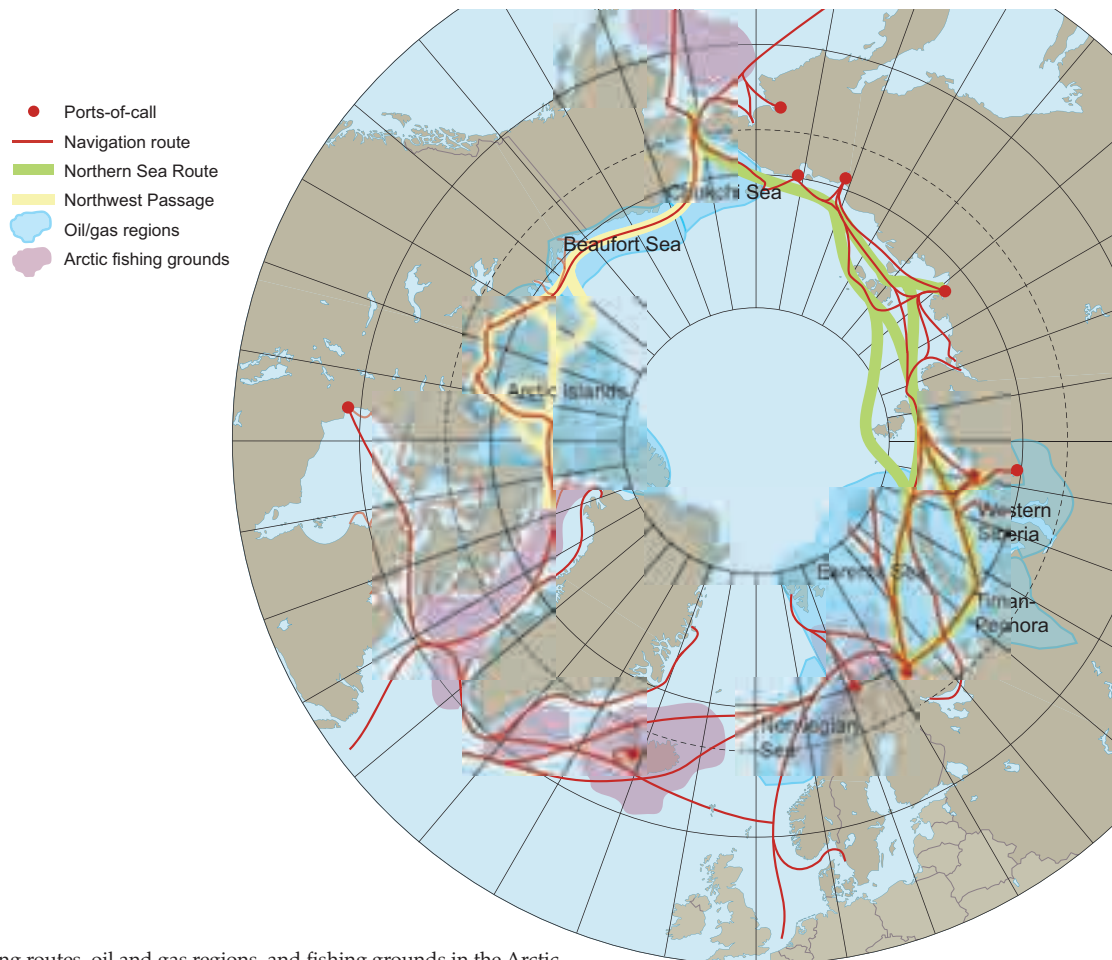 Ports-of-call
Navigation route
Northern Sea Route
Northwest Passage
Oil/gas regions
Arctic fishing grounds
Chukchi Sea
Beaufort Sea
Arctic Islands
Western
Siberia
Barents Sea
Timan-
Pechora
Norwegian
Sea
ng routes, oil and gas regions, and fishing grounds in the Arctic